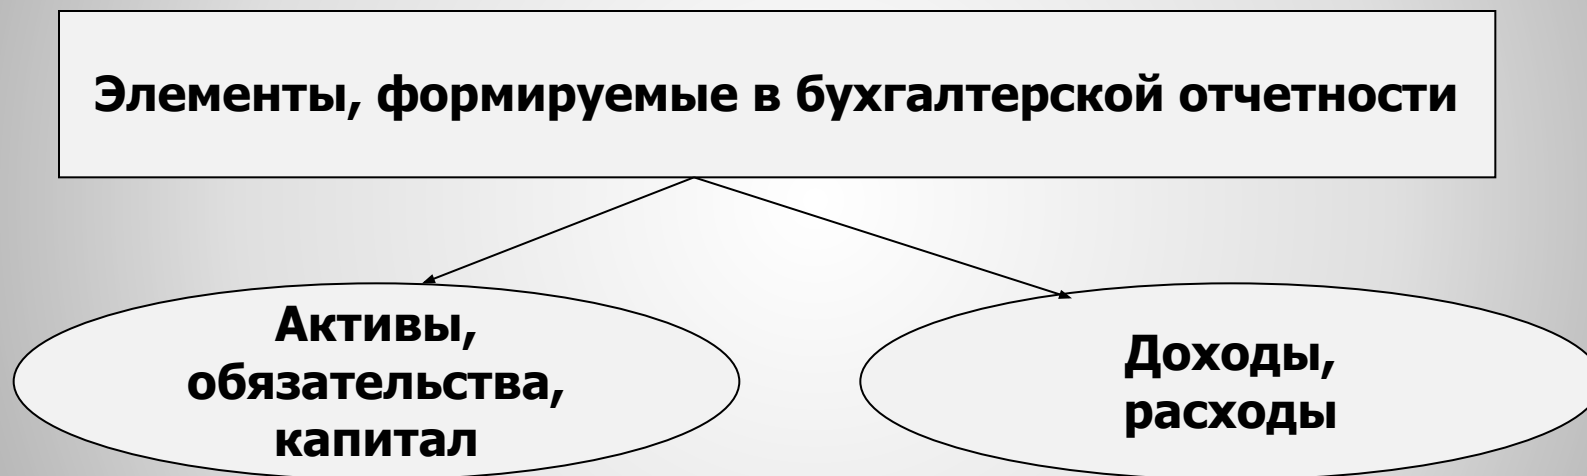 Элементы, формируемые в бухгалтерской отчетности
Активы,
обязательства,
капитал
Доходы,
расходы